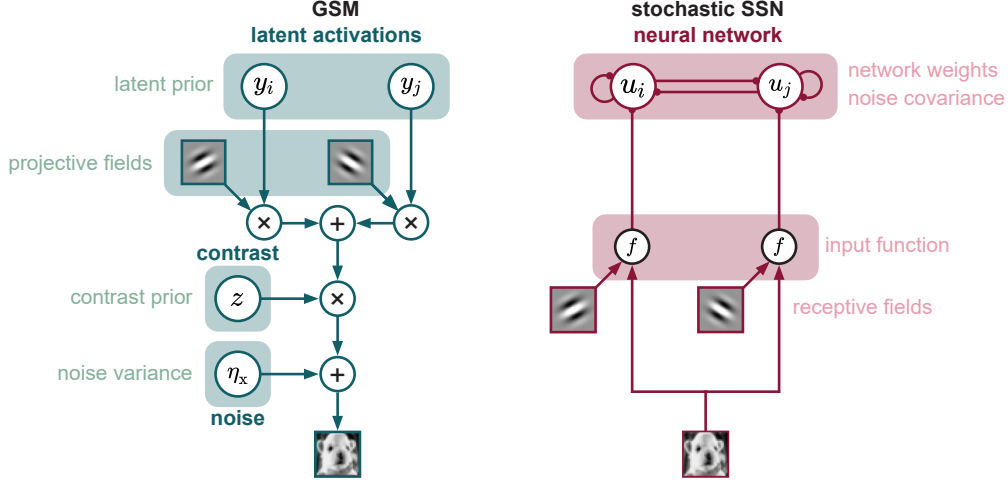 GSM
latent activations
latent prior
y_i
y_j
projective fields
×
+
×
contrast
contrast prior
z
×
noise variance
η_x
+
noise
stochastic SSN
neural network
u_i
u_j
network weights
noise covariance
f
f
input function
receptive fields